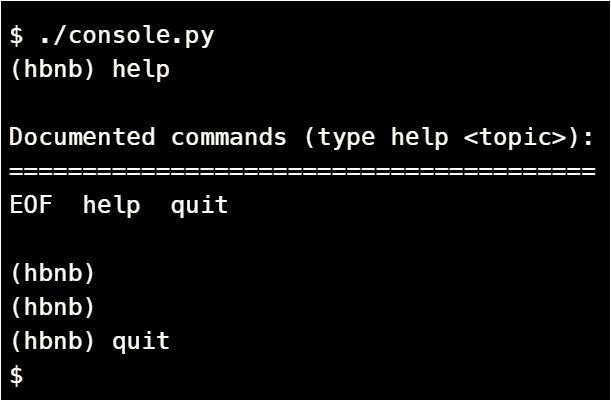 $ ./console.py
(hbnb) help
Documented commands (type help <topic>):
========================================
EOF  help  quit
(hbnb)
(hbnb)
(hbnb) quit
$